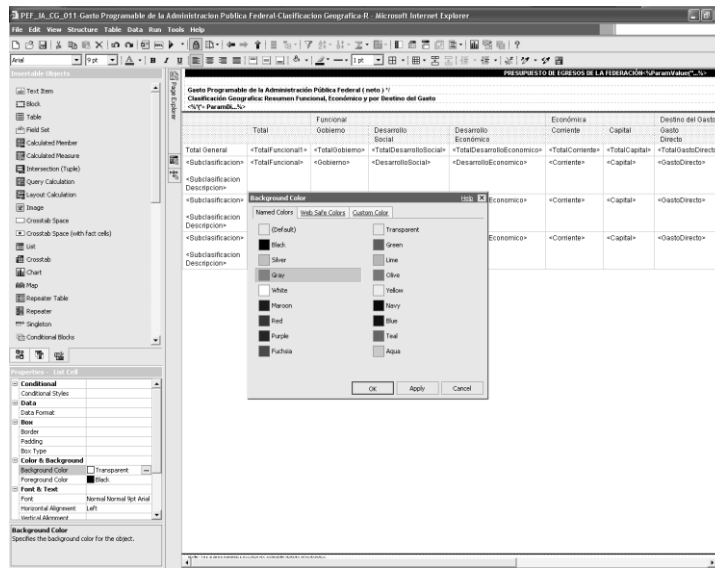 PEF_IA_CG_011-Gasto Programable de la Administracion Publica Federal-Clasificacion Geografica-R - Microsoft Internet Explorer
File Edit View Structure Table Data Run Tools Help
Arial 9 pt A B I U 1 pt
Insertable Objects
Text Item
Block
Table
Field Set
Calculated Member
Calculated Measure
Intersection (Tuple)
Query Calculation
Layout Calculation
Image
Crosstab Space
Crosstab Space (with fact cells)
List
Crosstab
Chart
Map
Repeater Table
Repeater
Singleton
Conditional Blocks
Properties - List Cell
Conditional
Conditional Styles
Data
Data Format
Box
Border
Padding
Box Type
Color & Background
Background Color Transparent ...
Foreground Color Black
Font & Text
Font Normal Normal 9pt Arial
Horizontal Alignment Left
Vertical Alignment
Background Color
Specifies the background color for the object.
Page Explorer
PRESUPUESTO DE EGRESOS DE LA FEDERACIÓN<%ParamValue("...%>
Gasto Programable de la Administración Pública Federal ( neto ) */
Clasificación Geográfica: Resumen Funcional, Económico y por Destino del Gasto
<%'('+ ParamDi...%>
Funcional Económica Destino del Gasto
Total Gobierno Desarrollo Social Desarrollo Económico Corriente Capital Gasto Directo
Total General <TotalFuncional1> <TotalGobierno> <TotalDesarrolloSocial> <TotalDesarrolloEconomico> <TotalCorriente> <TotalCapital> <TotalGastoDirecto
<Subclasificacion> <TotalFuncional> <Gobierno> <DesarrolloSocial> <DesarrolloEconomico> <Corriente> <Capital> <GastoDirecto>
<Subclasificacion Descripcion>
<Subclasificacion> Economico> <Corriente> <Capital> <GastoDirecto>
<Subclasificacion Descripcion>
<Subclasificacion> Economico> <Corriente> <Capital> <GastoDirecto>
<Subclasificacion Descripcion>
Background Color Help X
Named Colors Web Safe Colors Custom Color
(Default) Transparent
Black Green
Silver Lime
Gray Olive
White Yellow
Maroon Navy
Red Blue
Purple Teal
Fuchsia Aqua
OK Apply Cancel